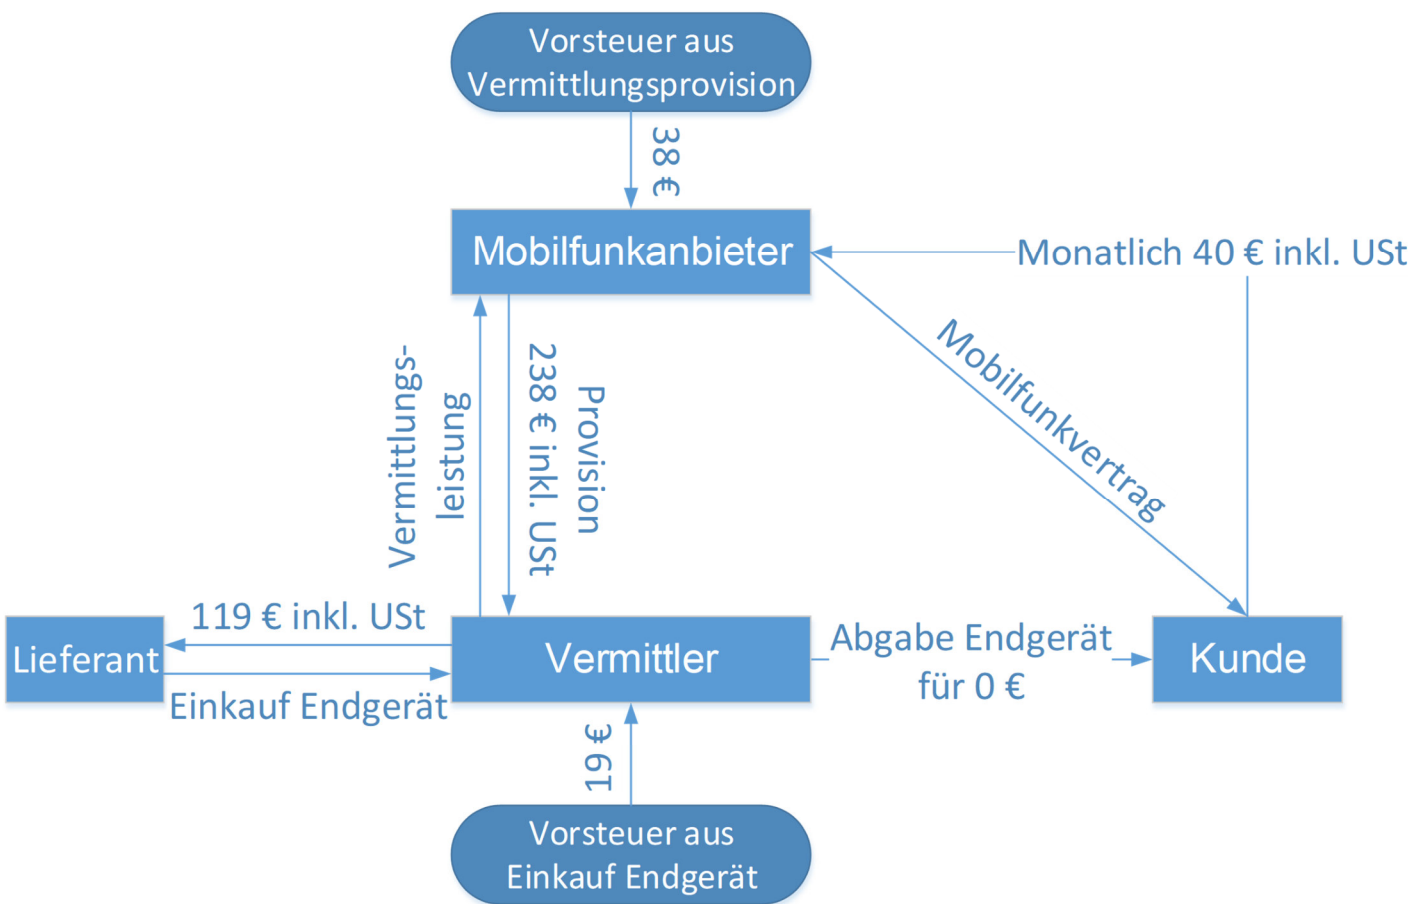 Vorsteuer aus
Vermittlungsprovision
38 €
Mobilfunkanbieter
Monatlich 40 € inkl. USt
Mobilfunkvertrag
Vermittlungs-
leistung
Provision
238 € inkl. USt
119 € inkl. USt
Lieferant
Einkauf Endgerät
Vermittler
Abgabe Endgerät
für 0 €
Kunde
19 €
Vorsteuer aus
Einkauf Endgerät